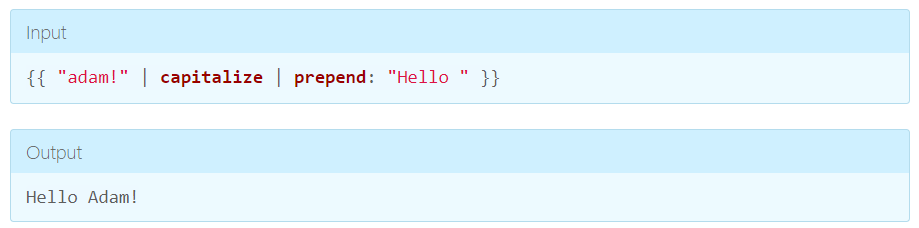 Input
{{ "adam!" | capitalize | prepend: "Hello " }}
Output
Hello Adam!